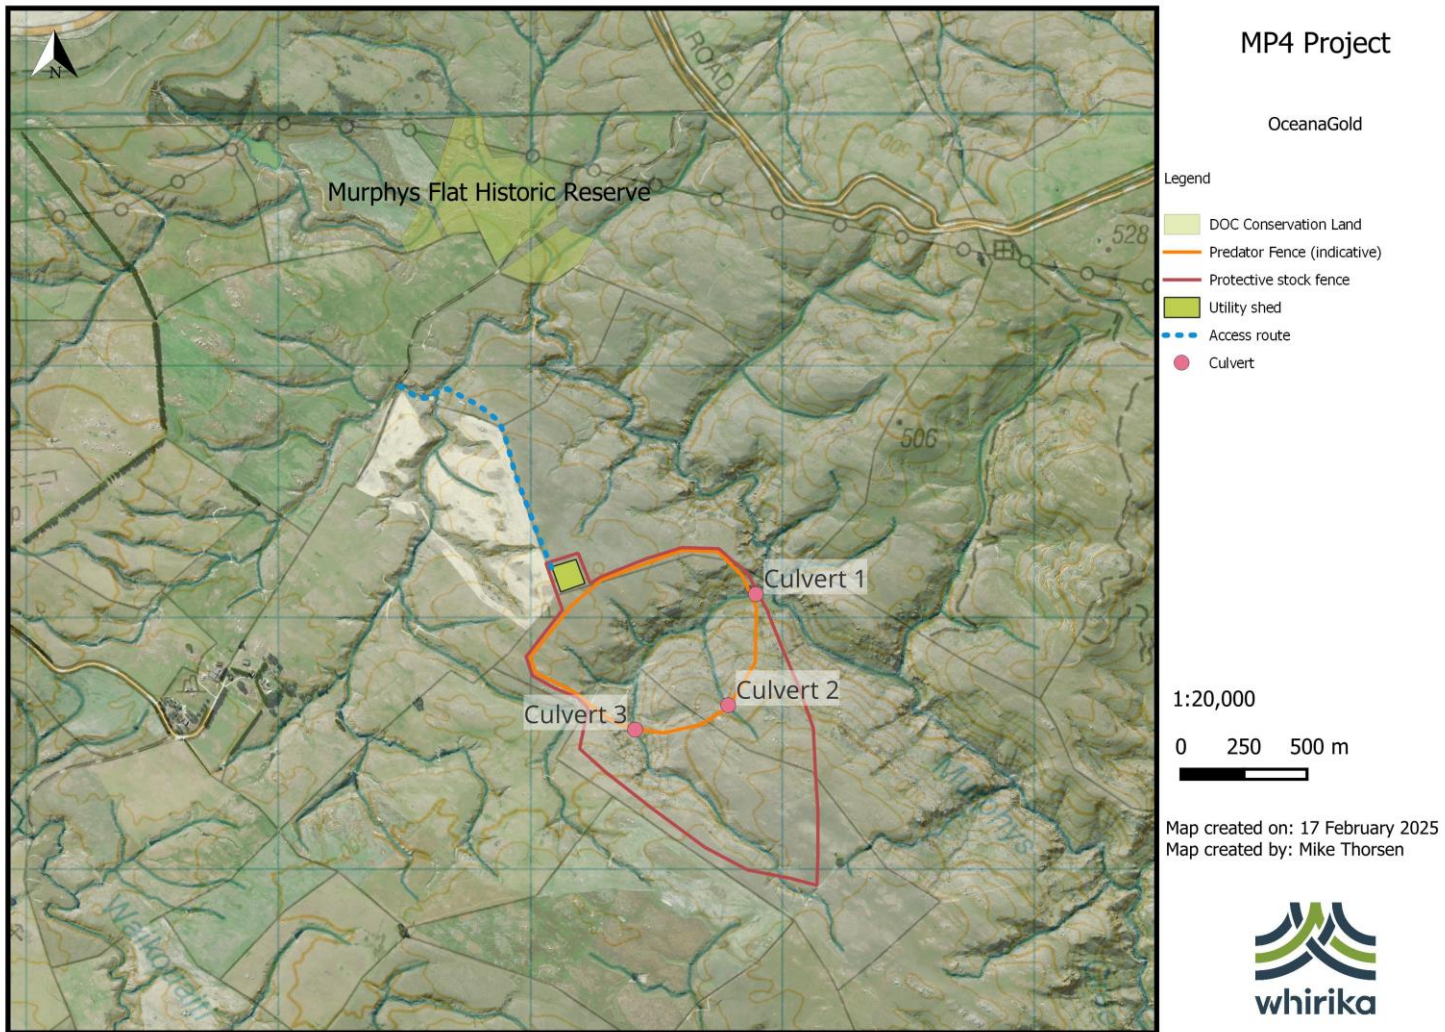 MP4 Project
OceanaGold
Legend
DOC Conservation Land
Predator Fence (indicative)
Protective stock fence
Utility shed
Access route
Culvert
1:20,000
0 250 500 m
Map created on: 17 February 2025
Map created by: Mike Thorsen
whirika
N
ROAD
Murphys Flat Historic Reserve
528
506
Culvert 1
Culvert 2
Culvert 3
Murphys